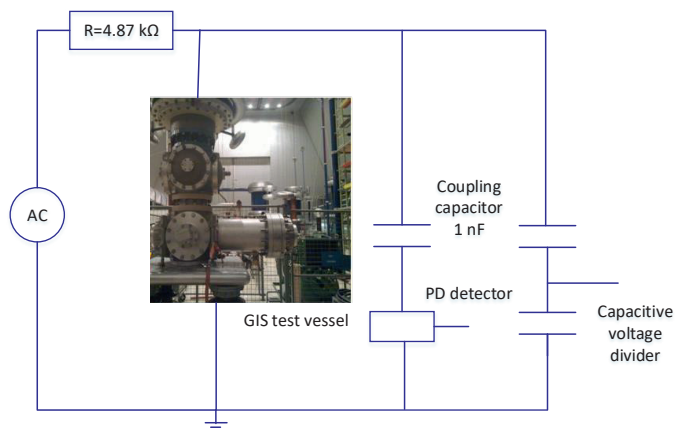 R=4.87 kΩ
AC
Coupling
capacitor
1 nF
PD detector
GIS test vessel
Capacitive
voltage
divider